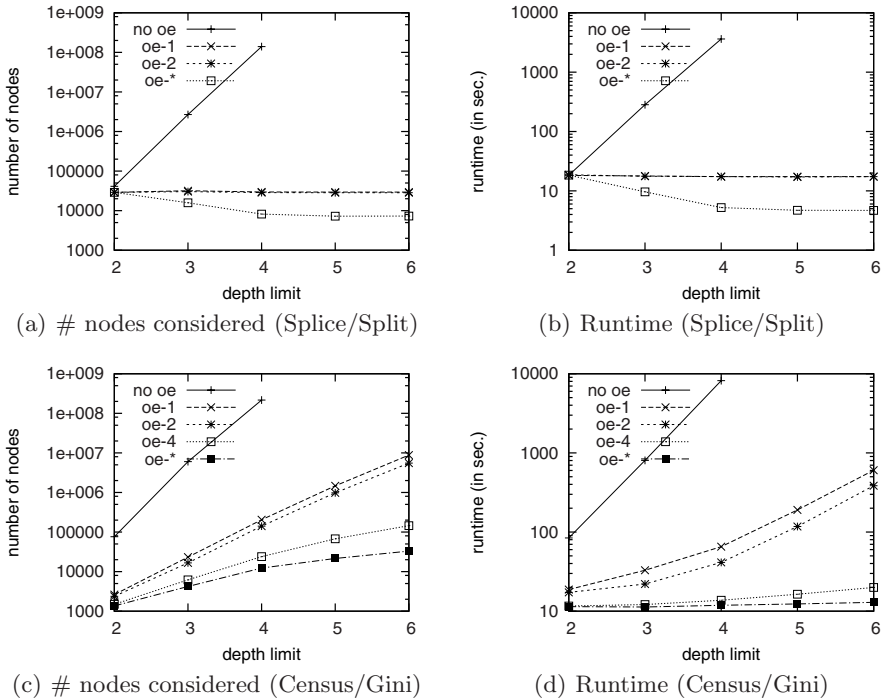 1e+009
1e+008
1e+007
1e+006
100000
10000
1000
number of nodes
no oe
oe-1
oe-2
oe-*
2 3 4 5 6
depth limit
(a) # nodes considered (Splice/Split)
10000
1000
100
10
1
runtime (in sec.)
no oe
oe-1
oe-2
oe-*
2 3 4 5 6
depth limit
(b) Runtime (Splice/Split)
1e+009
1e+008
1e+007
1e+006
100000
10000
1000
number of nodes
no oe
oe-1
oe-2
oe-4
oe-*
2 3 4 5 6
depth limit
(c) # nodes considered (Census/Gini)
10000
1000
100
10
runtime (in sec.)
no oe
oe-1
oe-2
oe-4
oe-*
2 3 4 5 6
depth limit
(d) Runtime (Census/Gini)